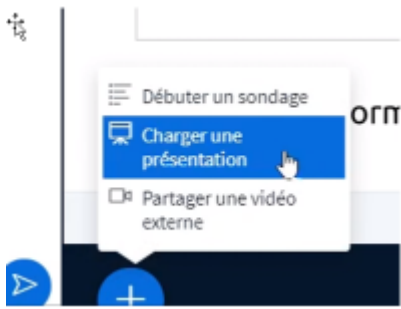 Débuter un sondage
orm
Charger une
présentation
Partager une vidéo
externe